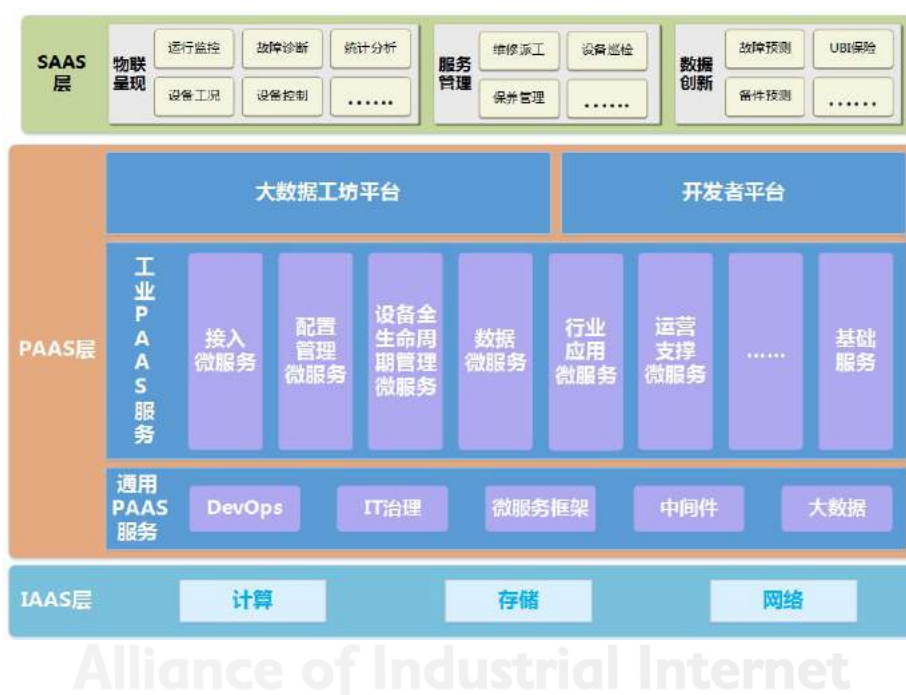 SAAS
层
物联
呈现
运行监控
故障诊断
统计分析
设备工况
设备控制
......
服务
管理
维修派工
设备巡检
保养管理
......
数据
创新
故障预测
UBI保险
备件预测
......
PAAS层
大数据工坊平台
开发者平台
工
业
P
A
A
S
服
务
接入
微服务
配置
管理
微服务
设备全
生命周
期管理
微服务
数据
微服务
行业
应用
微服务
运营
支撑
微服务
......
基础
服务
通用
PAAS
服务
DevOps
IT治理
微服务框架
中间件
大数据
IAAS层
计算
存储
网络
Alliance of Industrial Internet